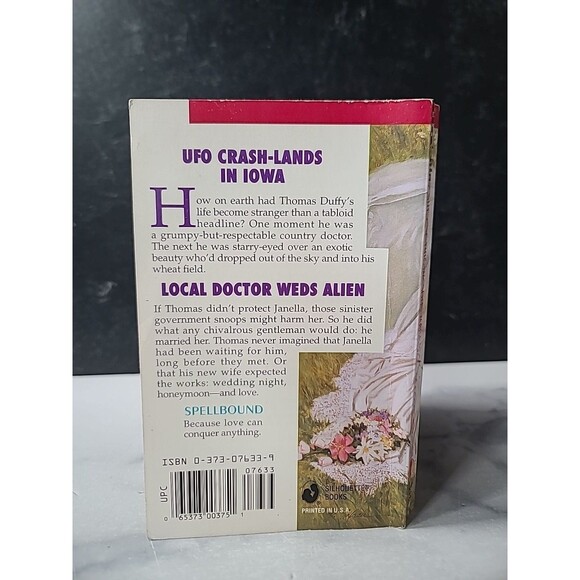 UFO CRASH-LANDS
IN IOWA
How on earth had Thomas Duffy's
life become stranger than a tabloid
headline? One moment he was
a grumpy-but-respectable country doctor.
The next he was starry-eyed over an exotic
beauty who'd dropped out of the sky and into his
wheat field.
LOCAL DOCTOR WEDS ALIEN
If Thomas didn't protect Janella, those sinister
government snoops might harm her. So he did
what any chivalrous gentleman would do: he
married her. Thomas never imagined that Janella
had been waiting for him,
long before they met. Or
that his new wife expected
the works: wedding night,
honeymoon—and love.
SPELLBOUND
Because love can
conquer anything.
ISBN 0-373-07633-9
07633
UPC
0 65373 00375 1
SILHOUETTE
BOOKS
PRINTED IN U.S.A.